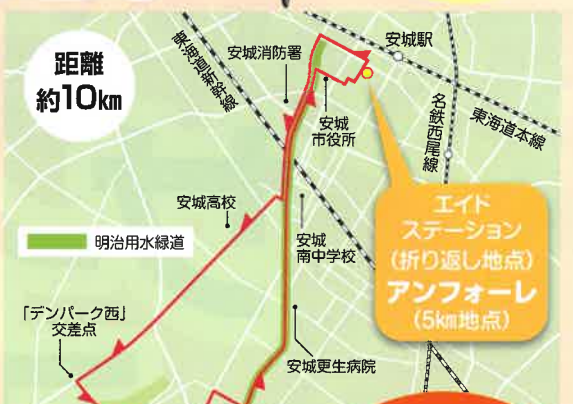 距離
約10km
東海道新幹線
安城消防署
安城駅
安城
市役所
名鉄西尾線
東海道本線
安城高校
エイド
ステーション
(折り返し地点)
アンフォーレ
(5km地点)
明治用水緑道
安城
南中学校
「デンパーク西」
交差点
安城更生病院